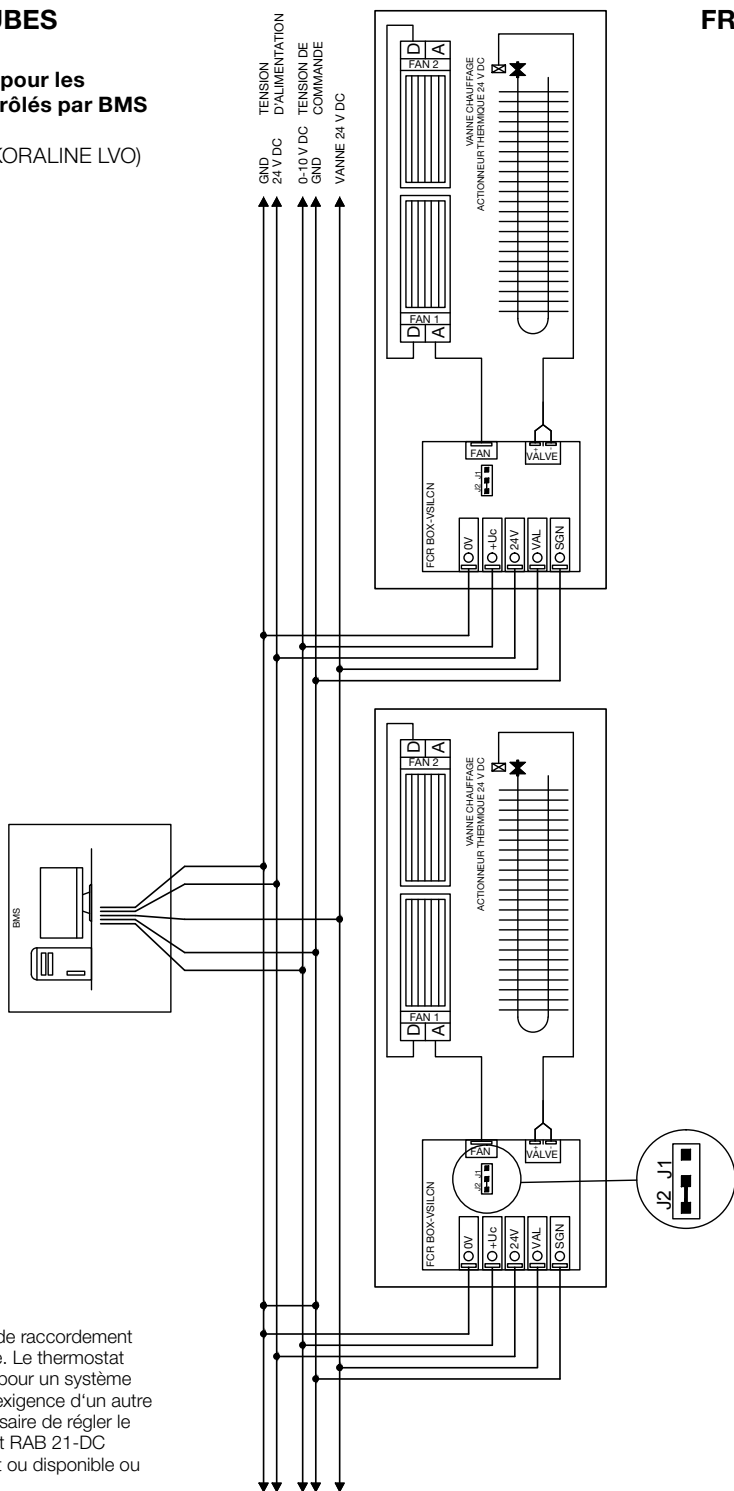 UBES
FR
pour les
rôlés par BMS
KORALINE LVO)
GND
24 V DC
TENSION
D'ALIMENTATION
0-10 V DC
GND
TENSION DE
COMMANDE
VANNE 24 V DC
D A
FAN 2
FAN 1
D A
VANNE CHAUFFAGE
ACTIONNEUR THERMIQUE 24 V DC
FCR BOX-VSILCN
FAN
J2 J1
+ -
VALVE
0V
+Uc
24V
VAL
SGN
BMS
D A
FAN 2
FAN 1
D A
VANNE CHAUFFAGE
ACTIONNEUR THERMIQUE 24 V DC
FCR BOX-VSILCN
FAN
J2 J1
+ -
VALVE
0V
+Uc
24V
VAL
SGN
J2 J1
de raccordement
e. Le thermostat
pour un système
exigence d'un autre
saire de régler le
t RAB 21-DC
t ou disponible ou